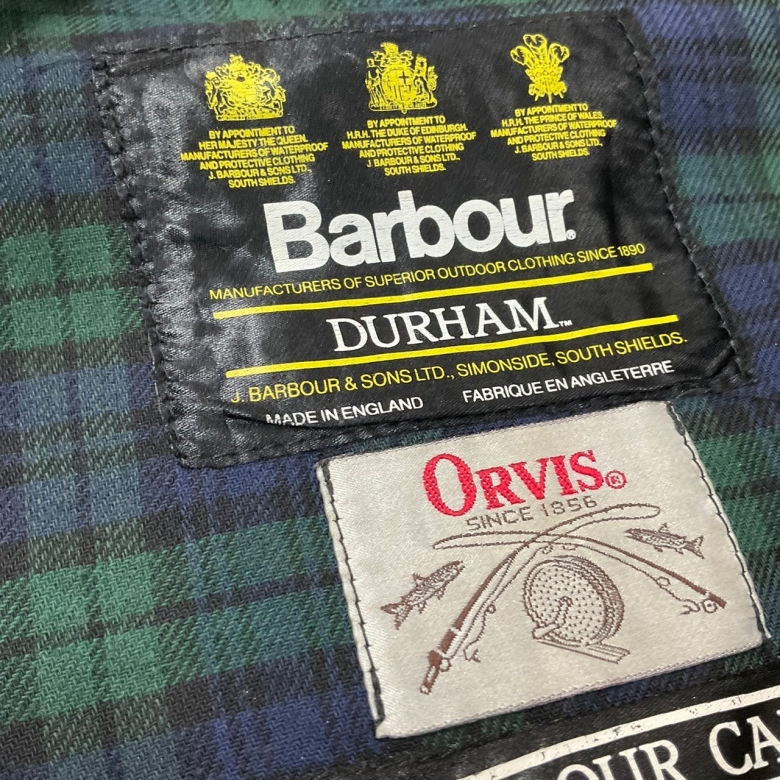 BY APPOINTMENT TO
HER MAJESTY THE QUEEN.
MANUFACTURERS OF WATERPROOF
AND PROTECTIVE CLOTHING
J. BARBOUR & SONS LTD.,
SOUTH SHIELDS.
BY APPOINTMENT TO
H.R.H. THE DUKE OF EDINBURGH.
MANUFACTURERS OF WATERPROOF
AND PROTECTIVE CLOTHING
J. BARBOUR & SONS LTD.,
SOUTH SHIELDS.
BY APPOINTMENT TO
H.R.H. THE PRINCE OF WALES.
MANUFACTURERS OF WATERPROOF
AND PROTECTIVE CLOTHING
J. BARBOUR & SONS LTD.,
SOUTH SHIELDS.
Barbour®
MANUFACTURERS OF SUPERIOR OUTDOOR CLOTHING SINCE 1890
DURHAM™
J. BARBOUR & SONS LTD., SIMONSIDE, SOUTH SHIELDS.
MADE IN ENGLAND FABRIQUE EN ANGLETERRE
ORVIS®
SINCE 1856
OUR CA